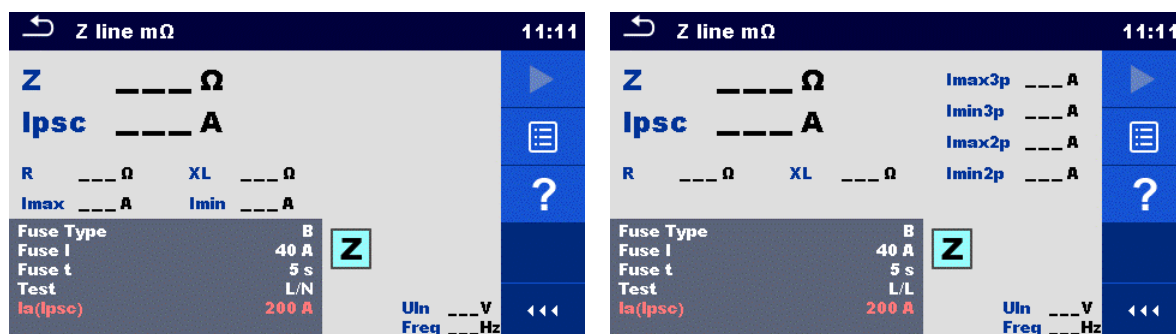 Z line mΩ 11:11
Z ___ Ω
Ipsc ___ A
R ___ Ω XL ___ Ω
Imax ___ A Imin ___ A
Fuse Type B
Fuse I 40 A
Fuse t 5 s
Test L/N
Ia(Ipsc) 200 A
Z
Uln ___V
Freq ___Hz
?
Z line mΩ 11:11
Z ___ Ω
Ipsc ___ A
Imax3p ___ A
Imin3p ___ A
Imax2p ___ A
Imin2p ___ A
R ___ Ω XL ___ Ω
Fuse Type B
Fuse I 40 A
Fuse t 5 s
Test L/L
Ia(Ipsc) 200 A
Z
Uln ___V
Freq ___Hz
?